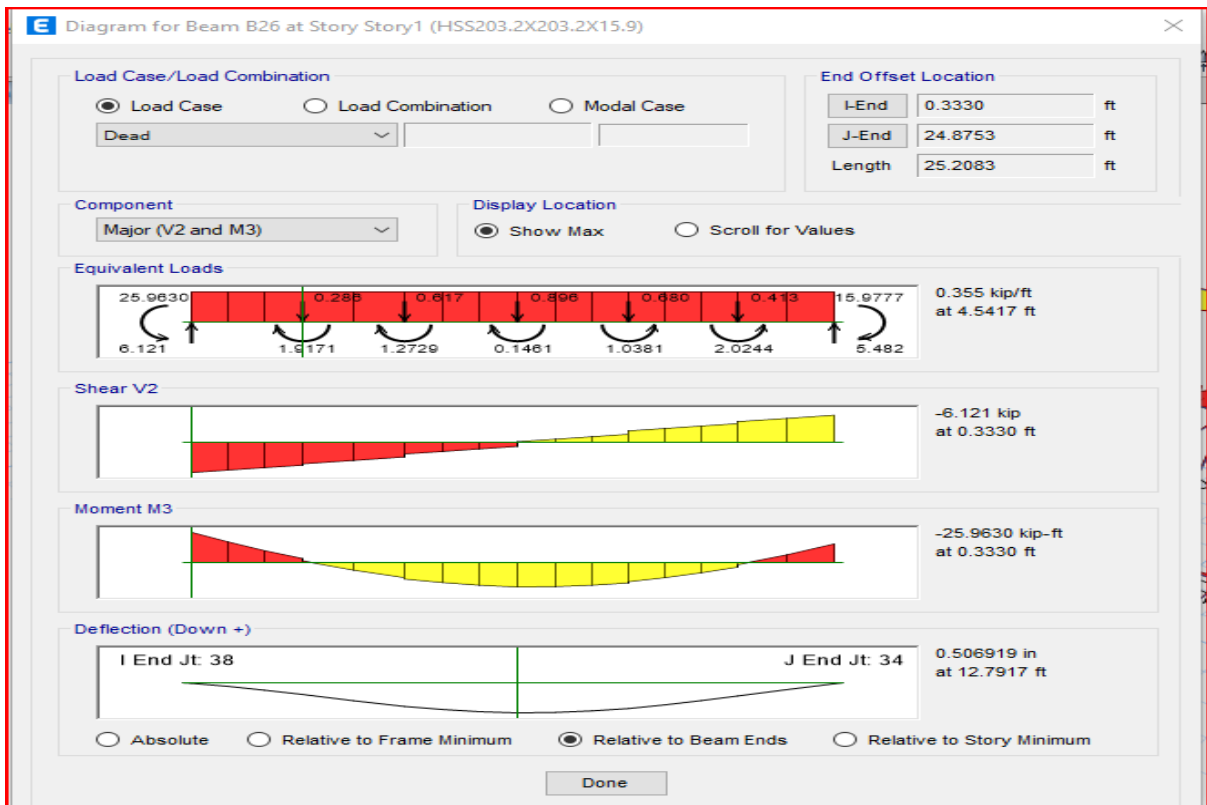 E Diagram for Beam B26 at Story Story1 (HSS203.2X203.2X15.9)
Load Case/Load Combination
Load Case Load Combination Modal Case
Dead
End Offset Location
I-End 0.3330 ft
J-End 24.8753 ft
Length 25.2083 ft
Component
Major (V2 and M3)
Display Location
Show Max Scroll for Values
Equivalent Loads
25.9630 0.286 0.617 0.896 0.680 0.413 15.9777
6.121 1.9171 1.2729 0.1461 1.0381 2.0244 5.482
0.355 kip/ft
at 4.5417 ft
Shear V2
-6.121 kip
at 0.3330 ft
Moment M3
-25.9630 kip-ft
at 0.3330 ft
Deflection (Down +)
I End Jt: 38 J End Jt: 34
0.506919 in
at 12.7917 ft
Absolute Relative to Frame Minimum Relative to Beam Ends Relative to Story Minimum
Done